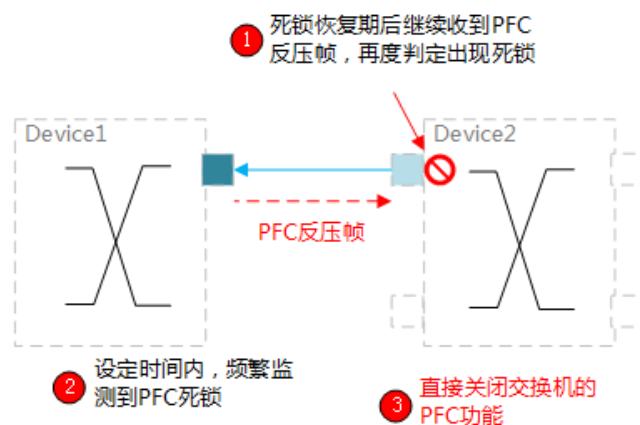 1 死锁恢复期后继续收到PFC
反压帧，再度判定出现死锁
Device1
Device2
PFC反压帧
2 设定时间内，频繁监
测到PFC死锁
3 直接关闭交换机的
PFC功能